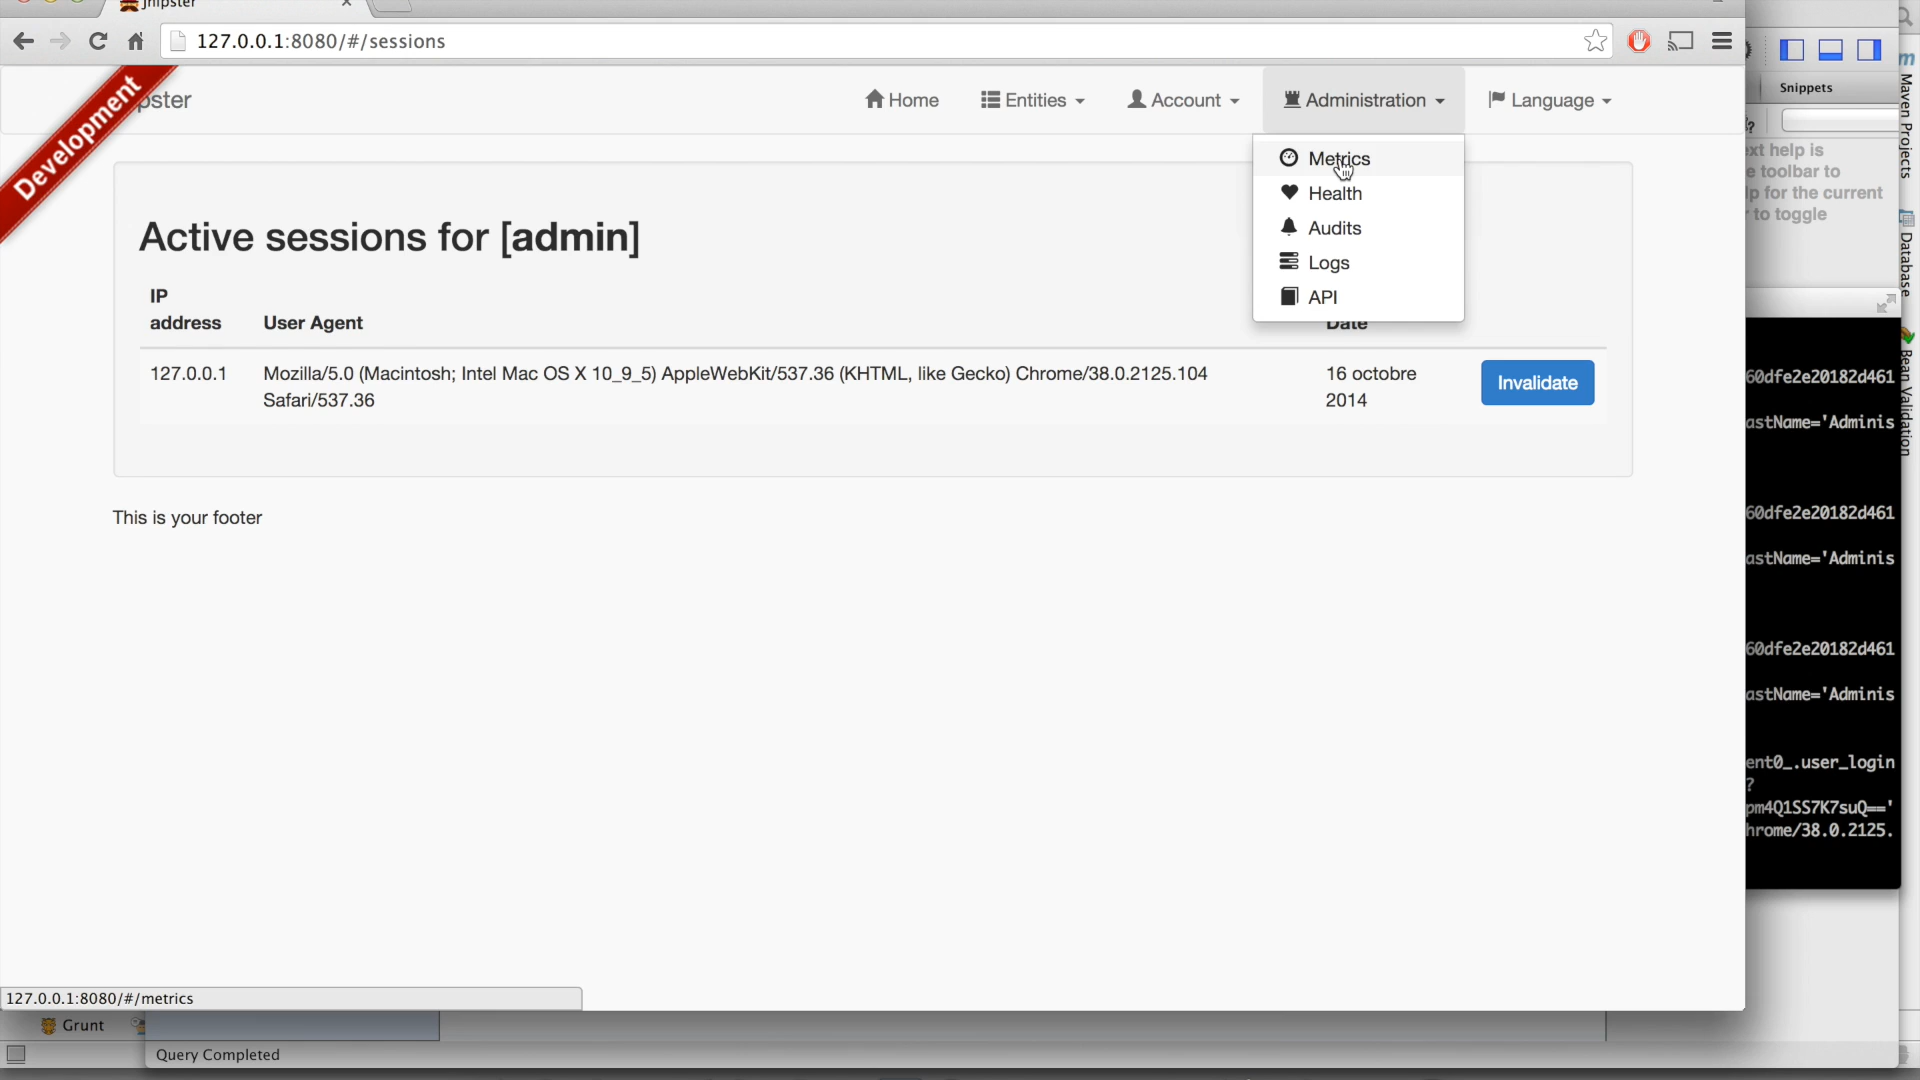 jhipster
127.0.0.1:8080/#/sessions
Snippets
Development
pster
Home
Entities
Account
Administration
Language
Metrics
Health
Audits
Logs
API
Active sessions for [admin]
IP
address
User Agent
Date
127.0.0.1
Mozilla/5.0 (Macintosh; Intel Mac OS X 10_9_5) AppleWebKit/537.36 (KHTML, like Gecko) Chrome/38.0.2125.104
Safari/537.36
16 octobre
2014
Invalidate
This is your footer
?
ext help is
e toolbar to
lp for the current
r to toggle
m
Maven Projects
Database
Bean Validation
60dfe2e20182d461
astName='Adminis
60dfe2e20182d461
astName='Adminis
60dfe2e20182d461
astName='Adminis
ent0_.user_login
?
pm4Q1SS7K7suQ=='
hrome/38.0.2125.
127.0.0.1:8080/#/metrics
Grunt
Query Completed